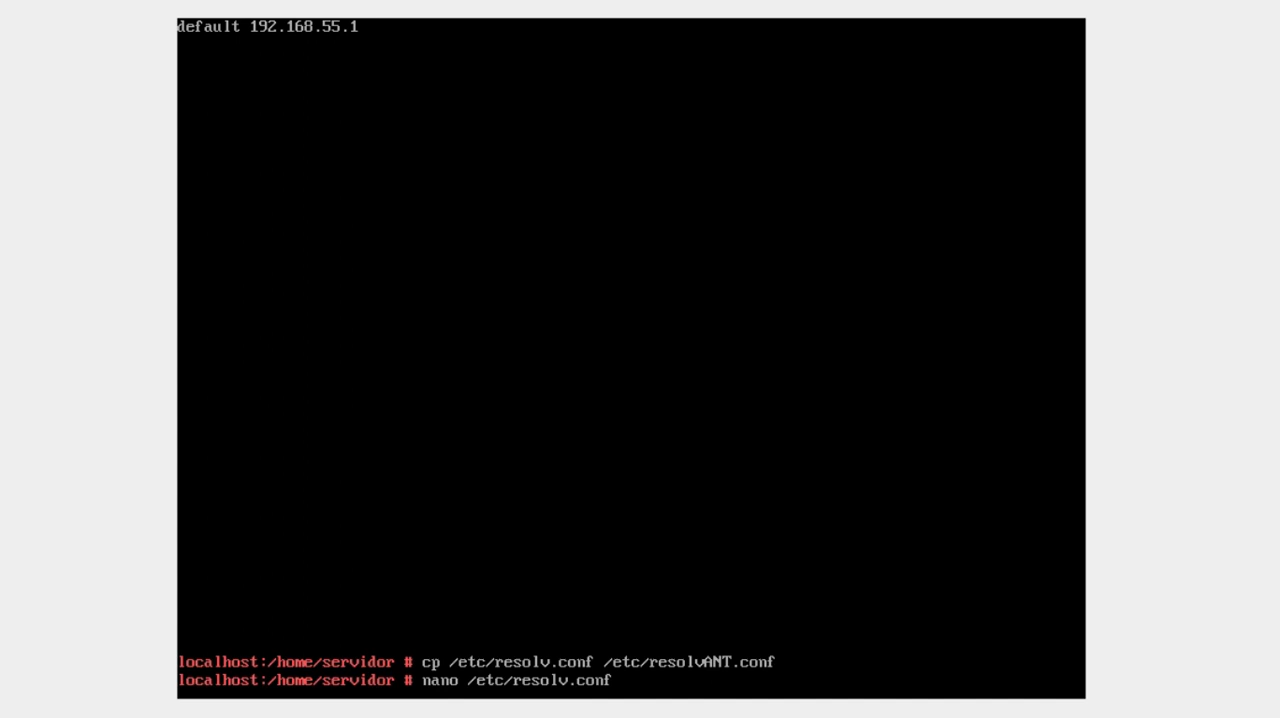 default 192.168.55.1
localhost:/home/servidor # cp /etc/resolv.conf /etc/resolvANT.conf
localhost:/home/servidor # nano /etc/resolv.conf